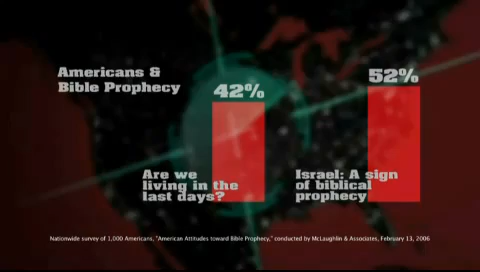 Americans &
Bible Prophecy
42%
52%
Are we
living in the
last days?
Israel: A sign
of biblical
prophecy
Nationwide survey of 1,000 Americans, "American Attitudes toward Bible Prophecy," conducted by McLaughlin & Associates, February 13, 2006